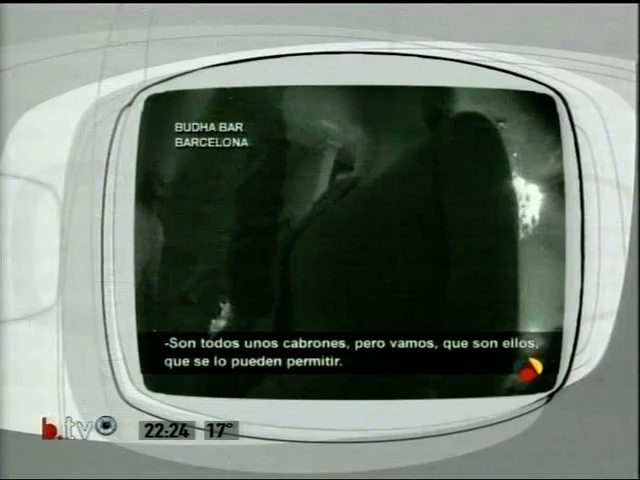 BUDHA BAR
BARCELONA
-Son todos unos cabrones, pero vamos, que son ellos,
que se lo pueden permitir.
b.tv 22:24 17°